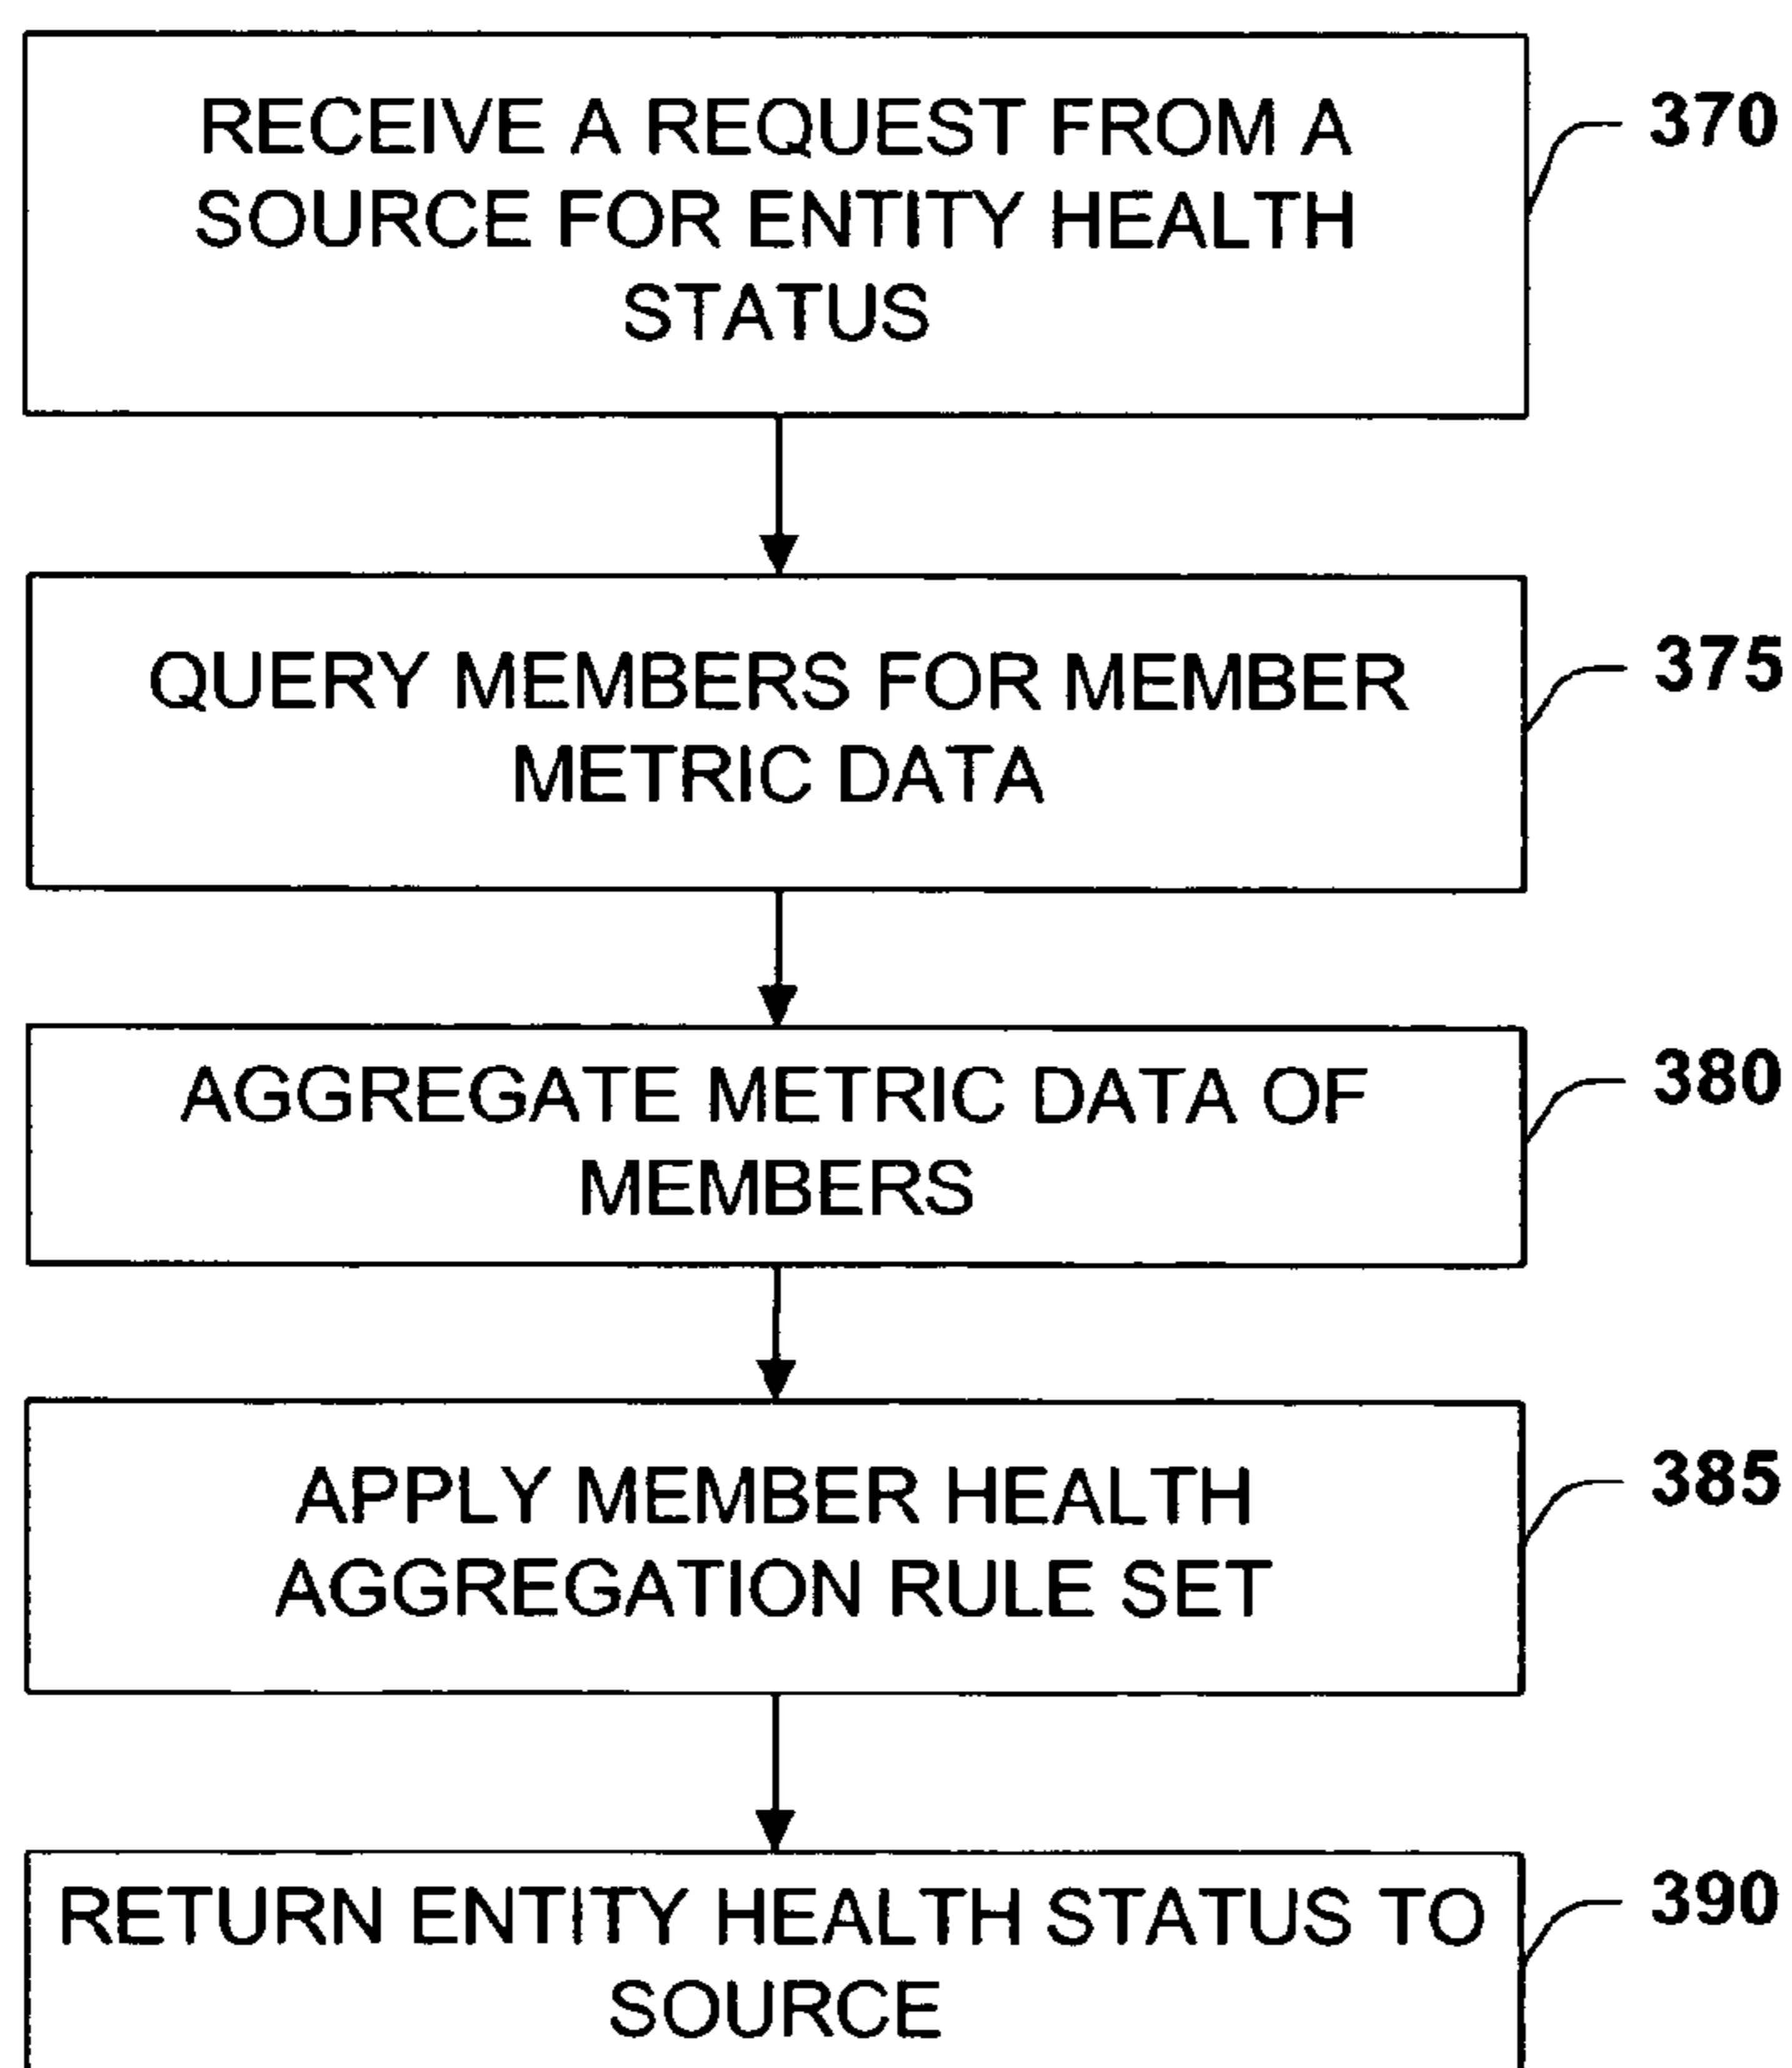 RECEIVE A REQUEST FROM A
SOURCE FOR ENTITY HEALTH
STATUS
370
QUERY MEMBERS FOR MEMBER
METRIC DATA
375
AGGREGATE METRIC DATA OF
MEMBERS
380
APPLY MEMBER HEALTH
AGGREGATION RULE SET
385
RETURN ENTITY HEALTH STATUS TO
SOURCE
390